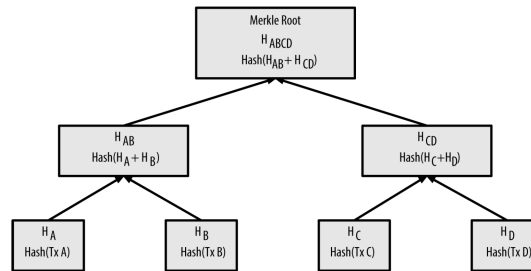 Merkle Root
H ABCD
Hash(H AB + H CD)
H AB
Hash(H A + H B)
H CD
Hash(H C+H D)
H A
Hash(Tx A)
H B
Hash(Tx B)
H C
Hash(Tx C)
H D
Hash(Tx D)